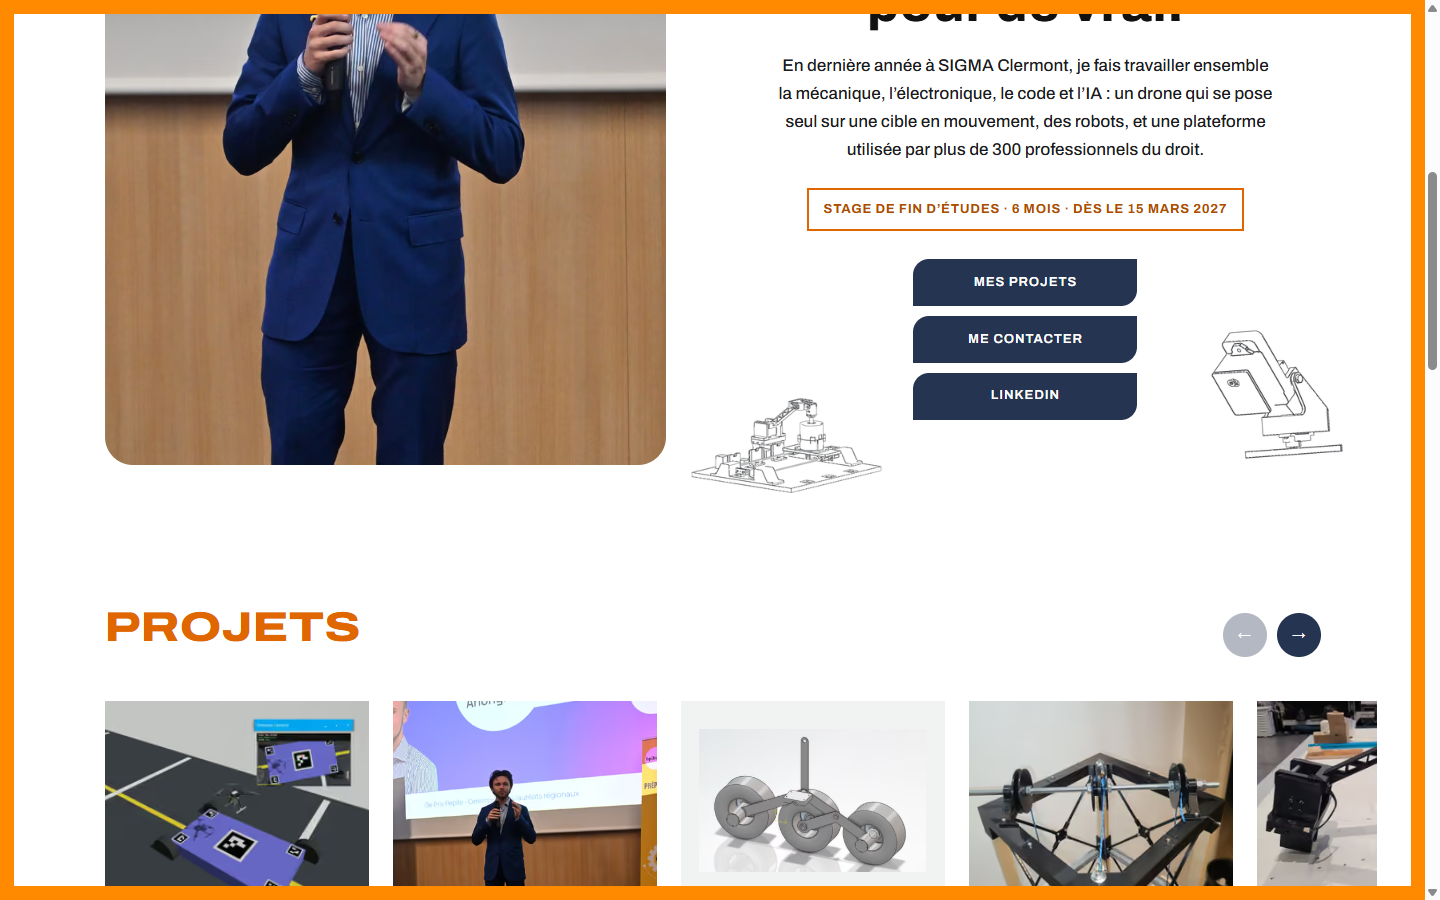 pour de vrai
En dernière année à SIGMA Clermont, je fais travailler ensemble
la mécanique, l’électronique, le code et l’IA : un drone qui se pose
seul sur une cible en mouvement, des robots, et une plateforme
utilisée par plus de 300 professionnels du droit.
STAGE DE FIN D’ÉTUDES · 6 MOIS · DÈS LE 15 MARS 2027
MES PROJETS
ME CONTACTER
LINKEDIN
PROJETS
← →